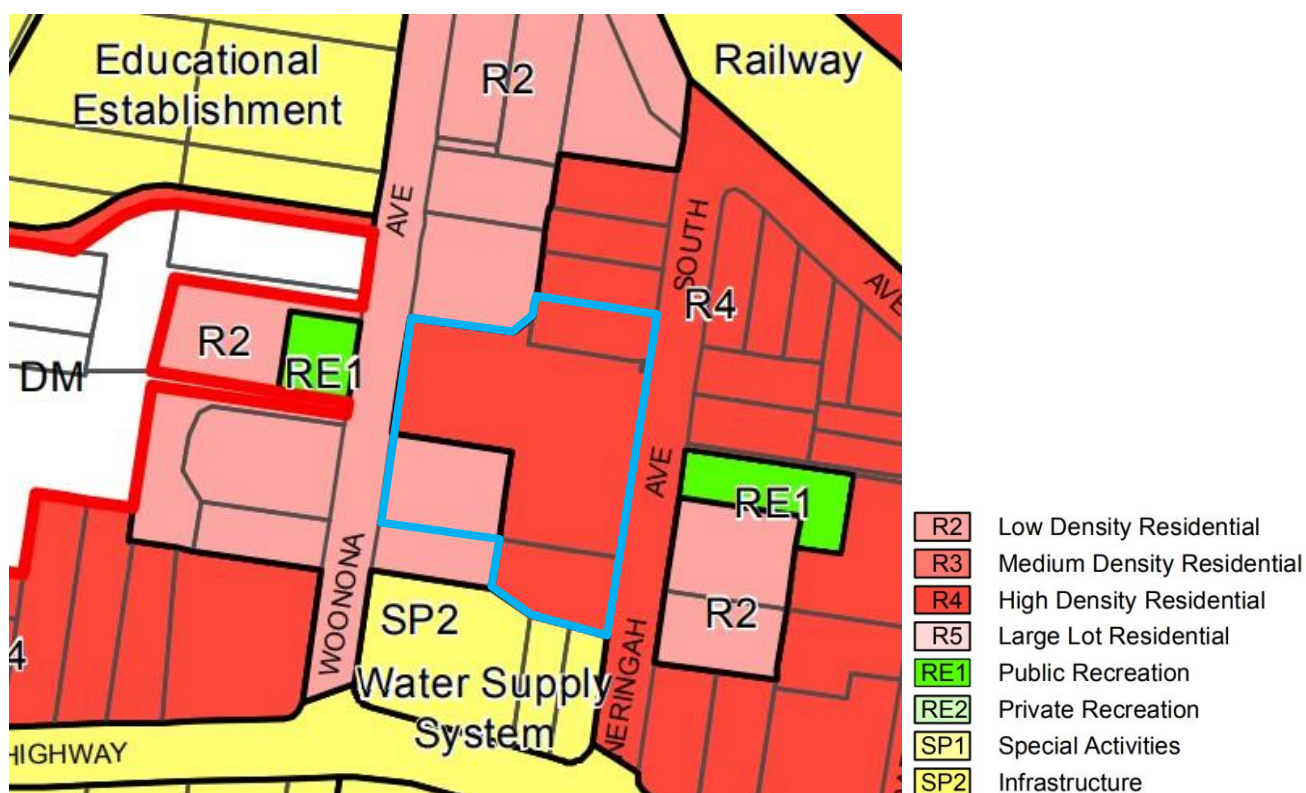 Educational
Establishment
R2
Railway
AVE
SOUTH
R4
AVE
R2
RE1
DM
AVE
RE1
R2
WOONONA
SP2
Water Supply
System
NERINGAH
4
HIGHWAY
R2 Low Density Residential
R3 Medium Density Residential
R4 High Density Residential
R5 Large Lot Residential
RE1 Public Recreation
RE2 Private Recreation
SP1 Special Activities
SP2 Infrastructure